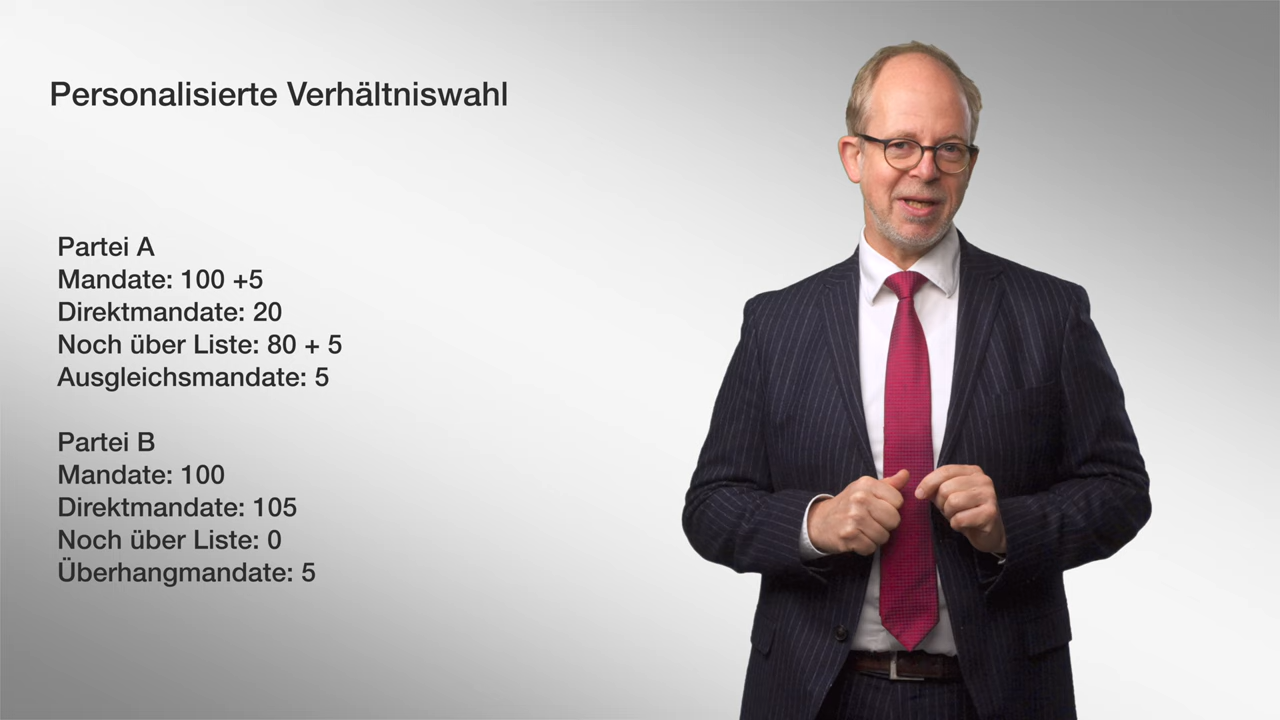 Personalisierte Verhältniswahl
Partei A
Mandate: 100 +5
Direktmandate: 20
Noch über Liste: 80 + 5
Ausgleichsmandate: 5
Partei B
Mandate: 100
Direktmandate: 105
Noch über Liste: 0
Überhangmandate: 5